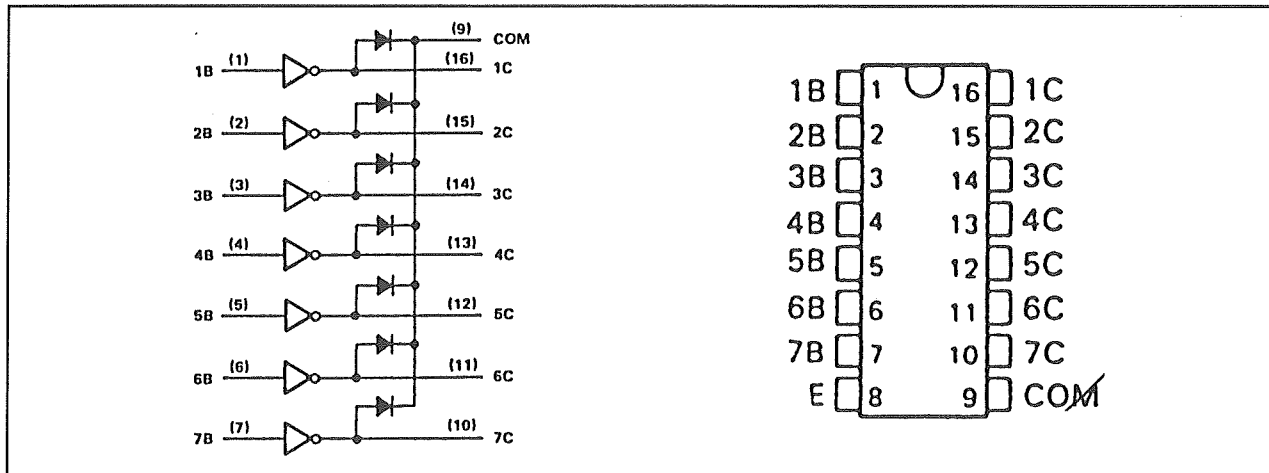 (9) COM
1B (1) (16) 1C
2B (2) (15) 2C
3B (3) (14) 3C
4B (4) (13) 4C
5B (5) (12) 5C
6B (6) (11) 6C
7B (7) (10) 7C
1B 1 16 1C
2B 2 15 2C
3B 3 14 3C
4B 4 13 4C
5B 5 12 5C
6B 6 11 6C
7B 7 10 7C
E 8 9 COM